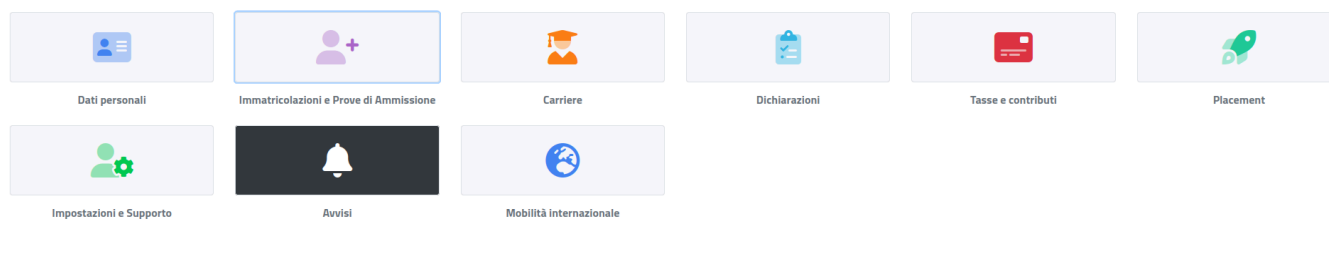 Dati personali
Immatricolazioni e Prove di Ammissione
Carriere
Dichiarazioni
Tasse e contributi
Placement
Impostazioni e Supporto
Avvisi
Mobilità internazionale